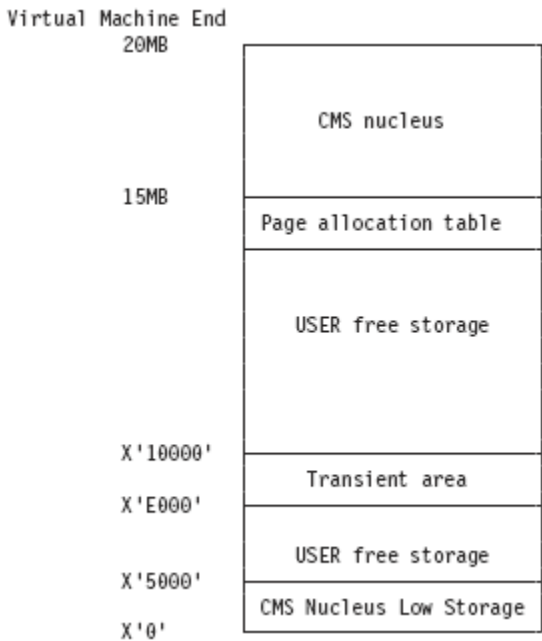 Virtual Machine End
20MB
CMS nucleus
15MB
Page allocation table
USER free storage
X'10000'
Transient area
X'E000'
USER free storage
X'5000'
CMS Nucleus Low Storage
X'0'